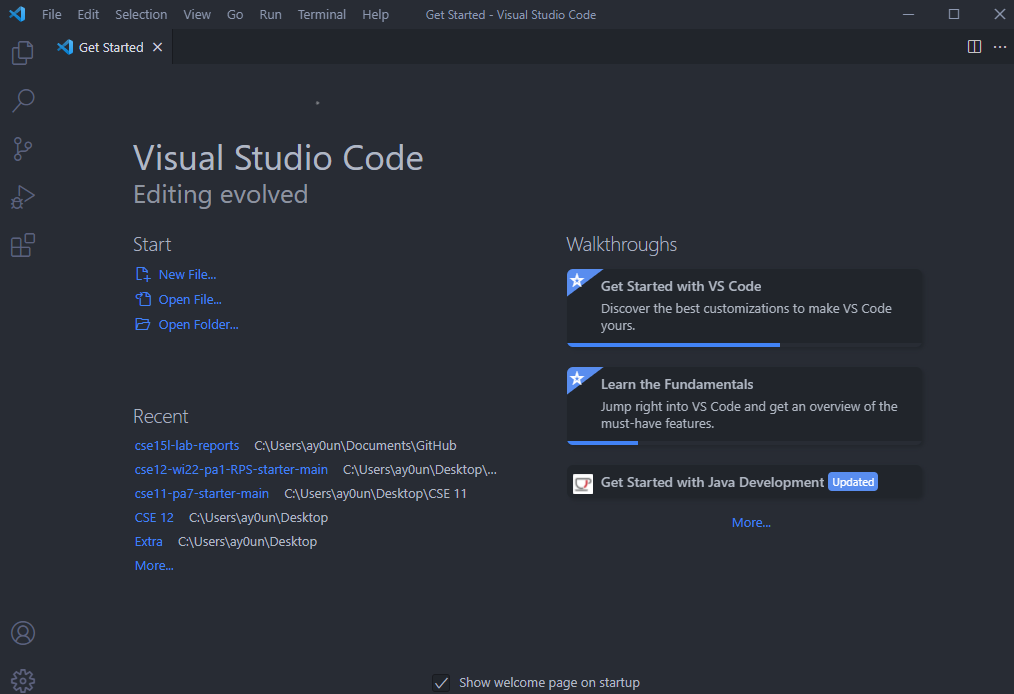 File Edit Selection View Go Run Terminal Help Get Started - Visual Studio Code
Get Started
Visual Studio Code
Editing evolved
Start
New File...
Open File...
Open Folder...
Recent
cse15l-lab-reports C:\Users\ay0un\Documents\GitHub
cse12-wi22-pa1-RPS-starter-main C:\Users\ay0un\Desktop\...
cse11-pa7-starter-main C:\Users\ay0un\Desktop\CSE 11
CSE 12 C:\Users\ay0un\Desktop
Extra C:\Users\ay0un\Desktop
More...
Walkthroughs
Get Started with VS Code
Discover the best customizations to make VS Code
yours.
Learn the Fundamentals
Jump right into VS Code and get an overview of the
must-have features.
Get Started with Java Development Updated
More...
Show welcome page on startup